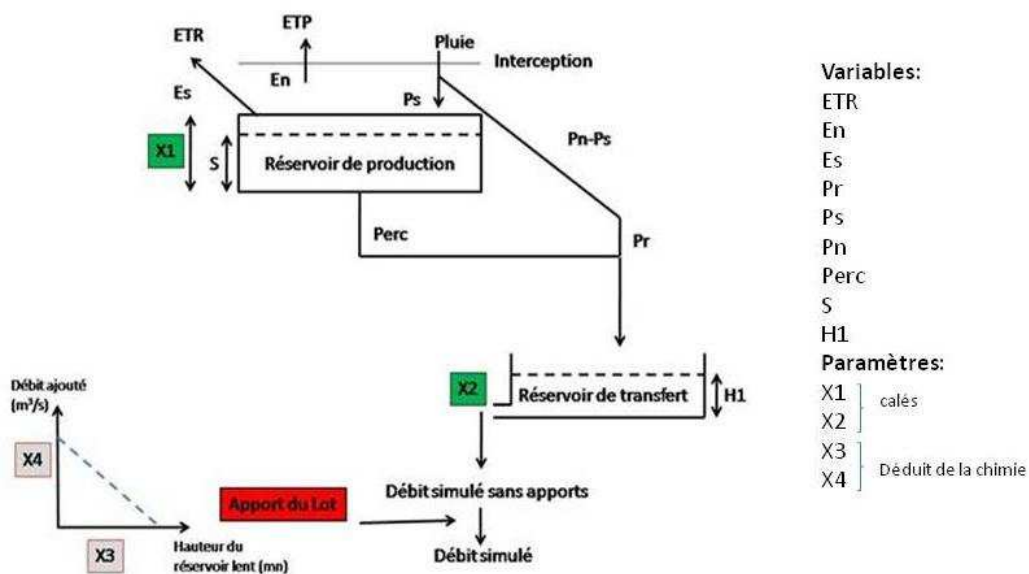 ETP
ETR
Pluie
Interception
En
Es
Ps
X1
S
Réservoir de production
Pn-Ps
Perc
Pr
X2
Réservoir de transfert
H1
Débit ajouté
(m³/s)
X4
X3
Hauteur du
réservoir lent (mn)
Apport du Lot
Débit simulé sans apports
Débit simulé
Variables:
ETR
En
Es
Pr
Ps
Pn
Perc
S
H1
Paramètres:
X1
X2
calés
X3
X4
Déduit de la chimie